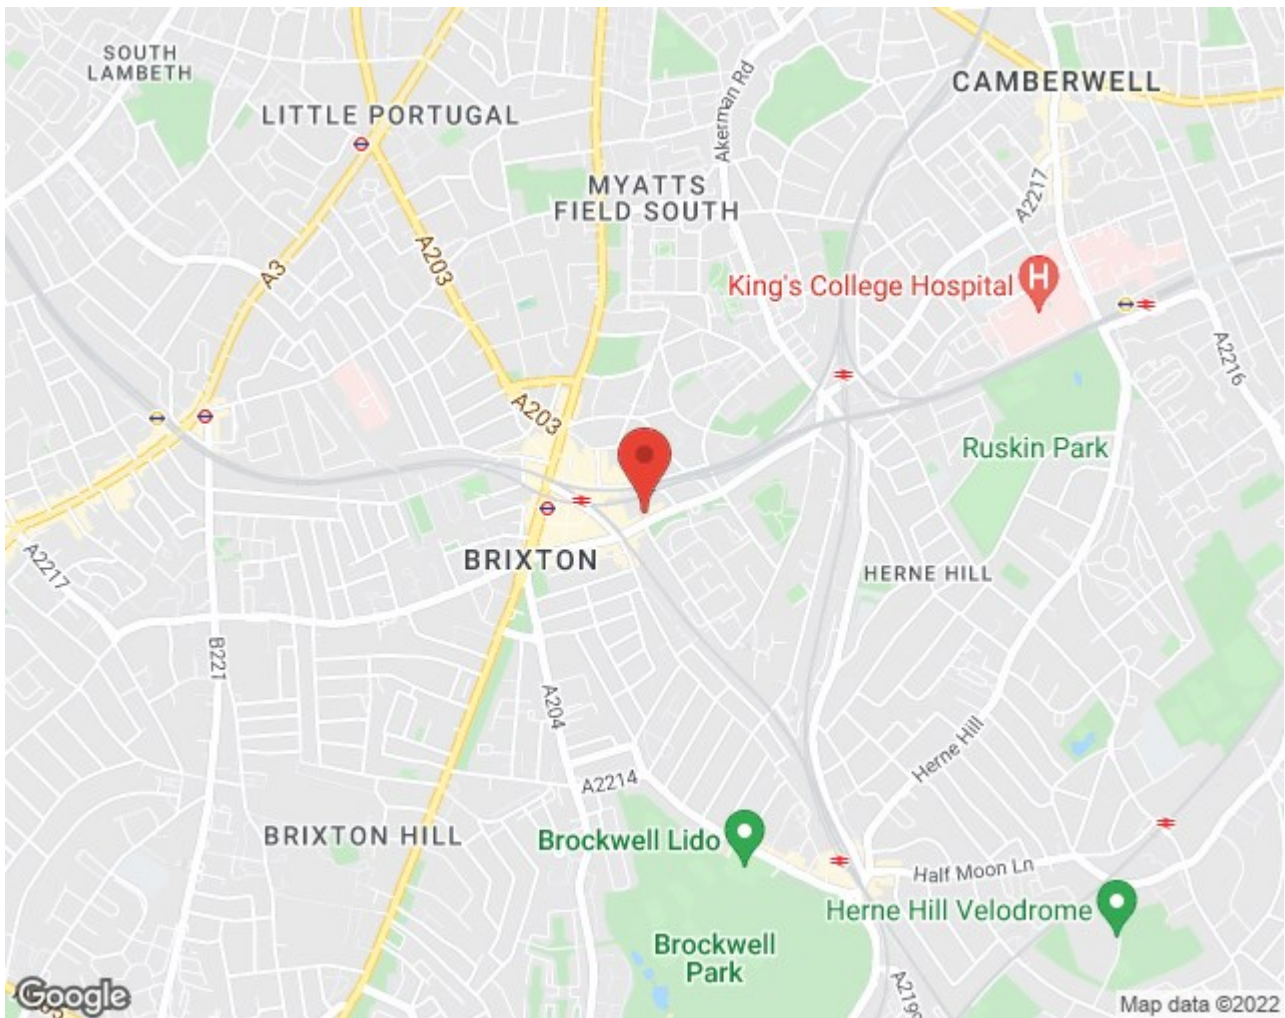 SOUTH
LAMBETH
CAMBERWELL
LITTLE PORTUGAL
Akerman Rd
MYATTS
FIELD SOUTH
A2217
A203
A3
King's College Hospital
H
A2216
A203
Ruskin Park
BRIXTON
HERNE HILL
A2217
B221
A204
Herne Hill
A2214
BRIXTON HILL
Brockwell Lido
Half Moon Ln
Herne Hill Velodrome
Brockwell
Park
A2199
Google
Map data ©2022